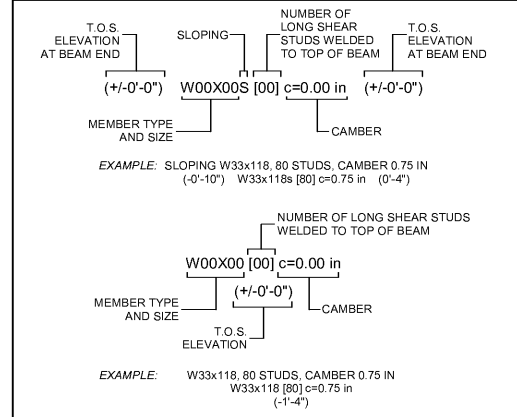 NUMBER OF
LONG SHEAR
STUDS WELDED
TO TOP OF BEAM
T.O.S.
ELEVATION
AT BEAM END
SLOPING
T.O.S.
ELEVATION
AT BEAM END
(+/-0'-0") W00X00S [00] c=0.00 in (+/-0'-0")
MEMBER TYPE
AND SIZE
CAMBER
EXAMPLE: SLOPING W33x118, 80 STUDS, CAMBER 0.75 IN
(-0'-10") W33x118s [80] c=0.75 in (0'-4")
NUMBER OF LONG SHEAR STUDS
WELDED TO TOP OF BEAM
W00X00 [00] c=0.00 in
(+/-0'-0")
MEMBER TYPE
AND SIZE
CAMBER
T.O.S.
ELEVATION
EXAMPLE: W33x118, 80 STUDS, CAMBER 0.75 IN
W33x118 [80] c=0.75 in
(-1'-4")